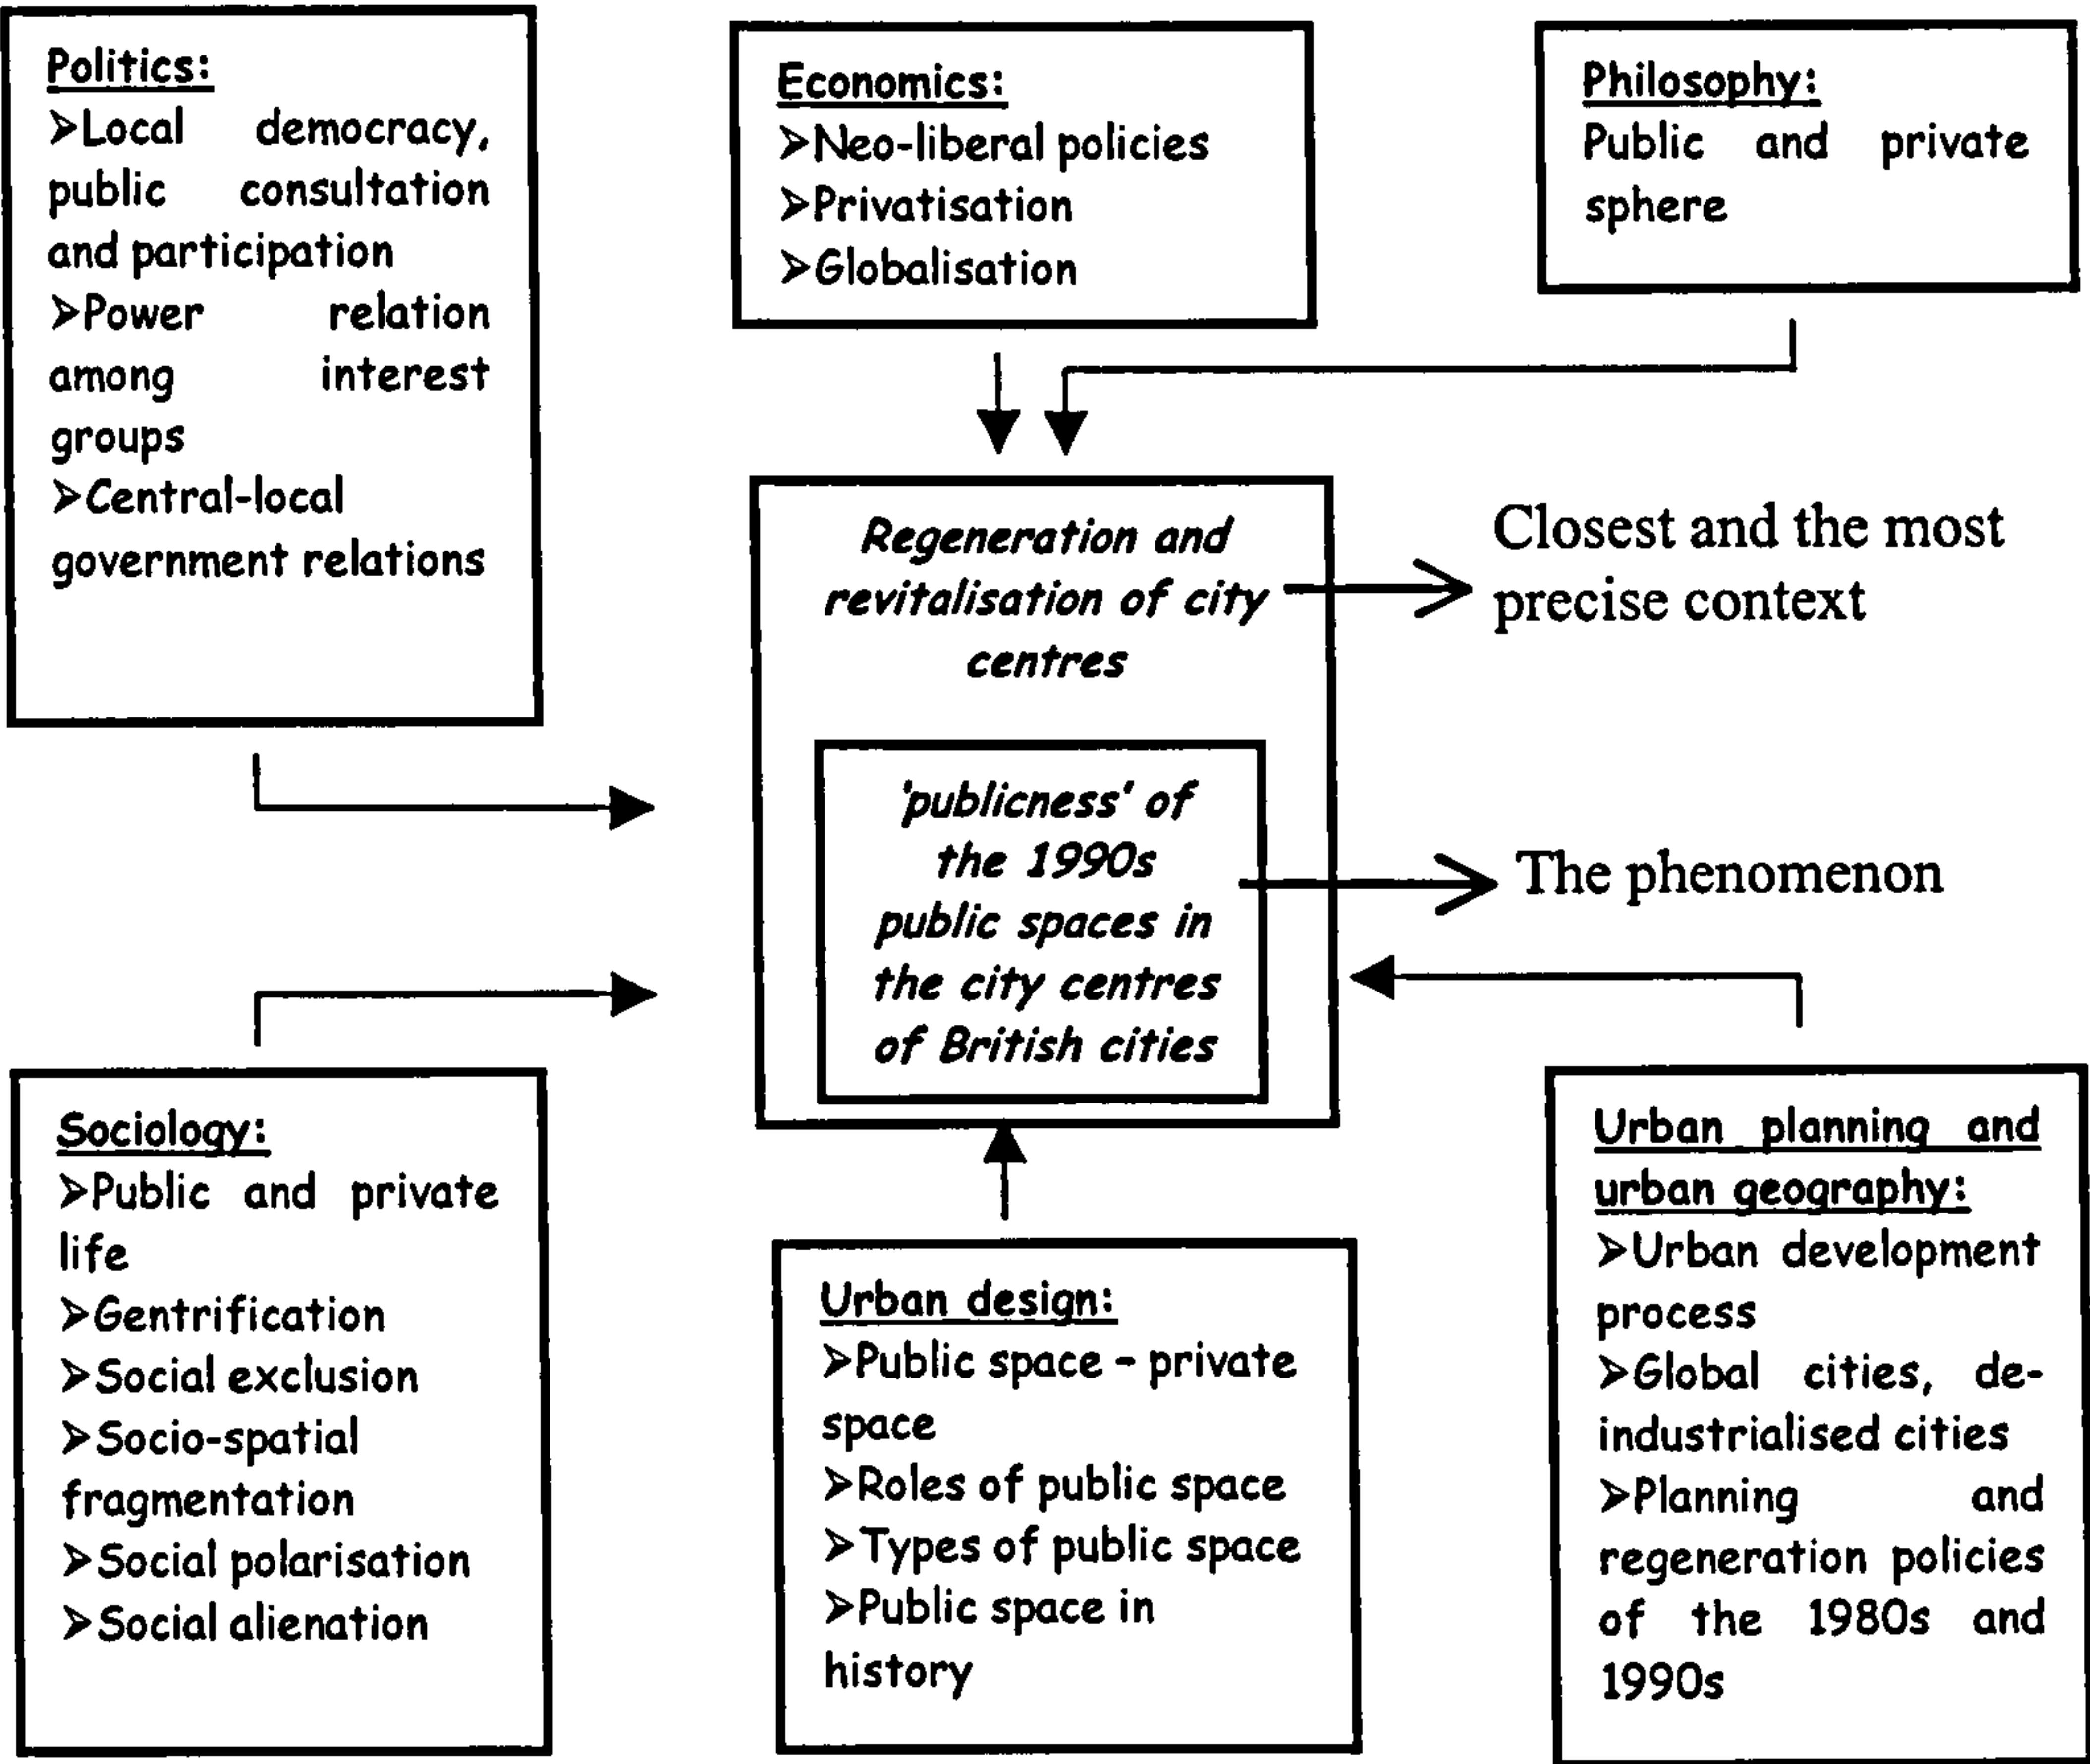 Politics:
➢Local democracy,
public consultation
and participation
➢Power relation
among interest
groups
➢Central-local
government relations
Economics:
➢Neo-liberal policies
➢Privatisation
➢Globalisation
Philosophy:
Public and private
sphere
Regeneration and
revitalisation of city
centres
Closest and the most
precise context
'publicness' of
the 1990s
public spaces in
the city centres
of British cities
The phenomenon
Sociology:
➢Public and private
life
➢Gentrification
➢Social exclusion
➢Socio-spatial
fragmentation
➢Social polarisation
➢Social alienation
Urban design:
➢Public space – private
space
➢Roles of public space
➢Types of public space
➢Public space in
history
Urban planning and
urban geography:
➢Urban development
process
➢Global cities, de-
industrialised cities
➢Planning and
regeneration policies
of the 1980s and
1990s